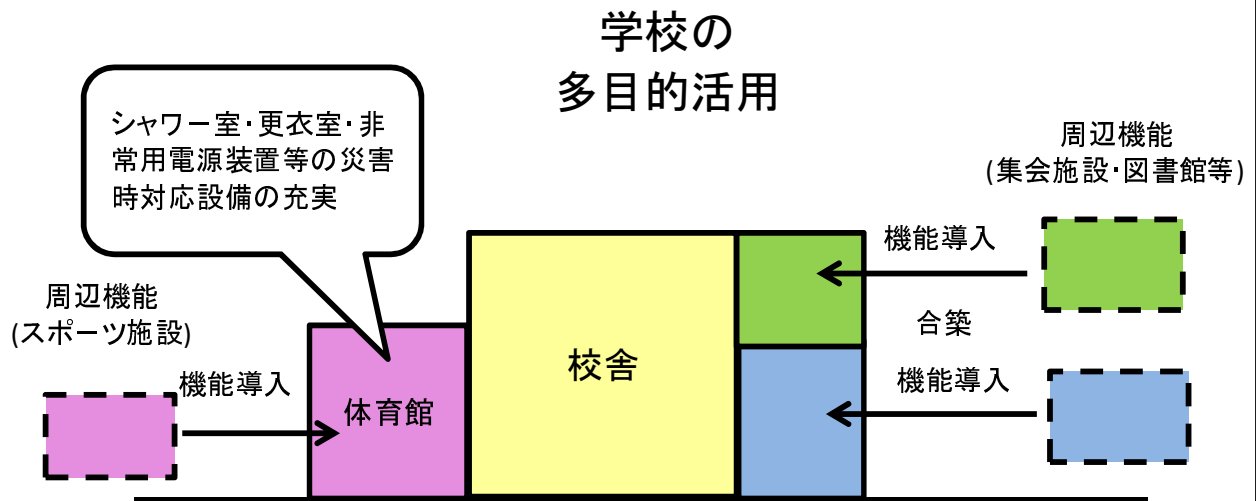 学校の
多目的活用
シャワー室・更衣室・非
常用電源装置等の災害
時対応設備の充実
周辺機能
(集会施設・図書館等)
機能導入
周辺機能
(スポーツ施設)
合築
校舎
機能導入
機能導入
体育館